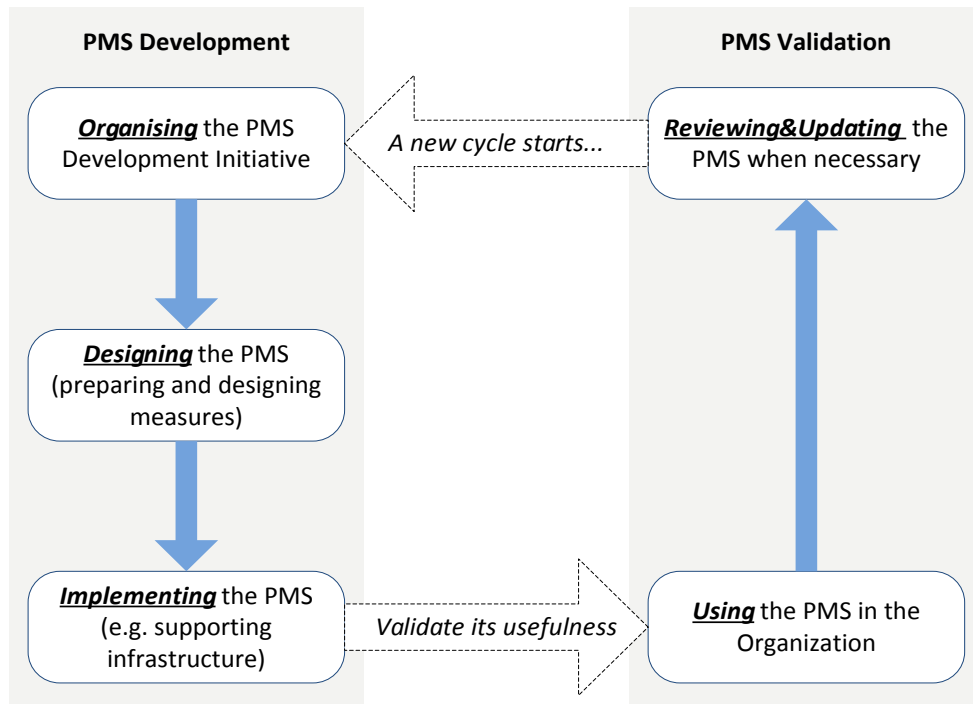 PMS Development
Organising the PMS
Development Initiative
Designing the PMS
(preparing and designing
measures)
Implementing the PMS
(e.g. supporting
infrastructure)
A new cycle starts...
Validate its usefulness
PMS Validation
Reviewing&Updating the
PMS when necessary
Using the PMS in the
Organization